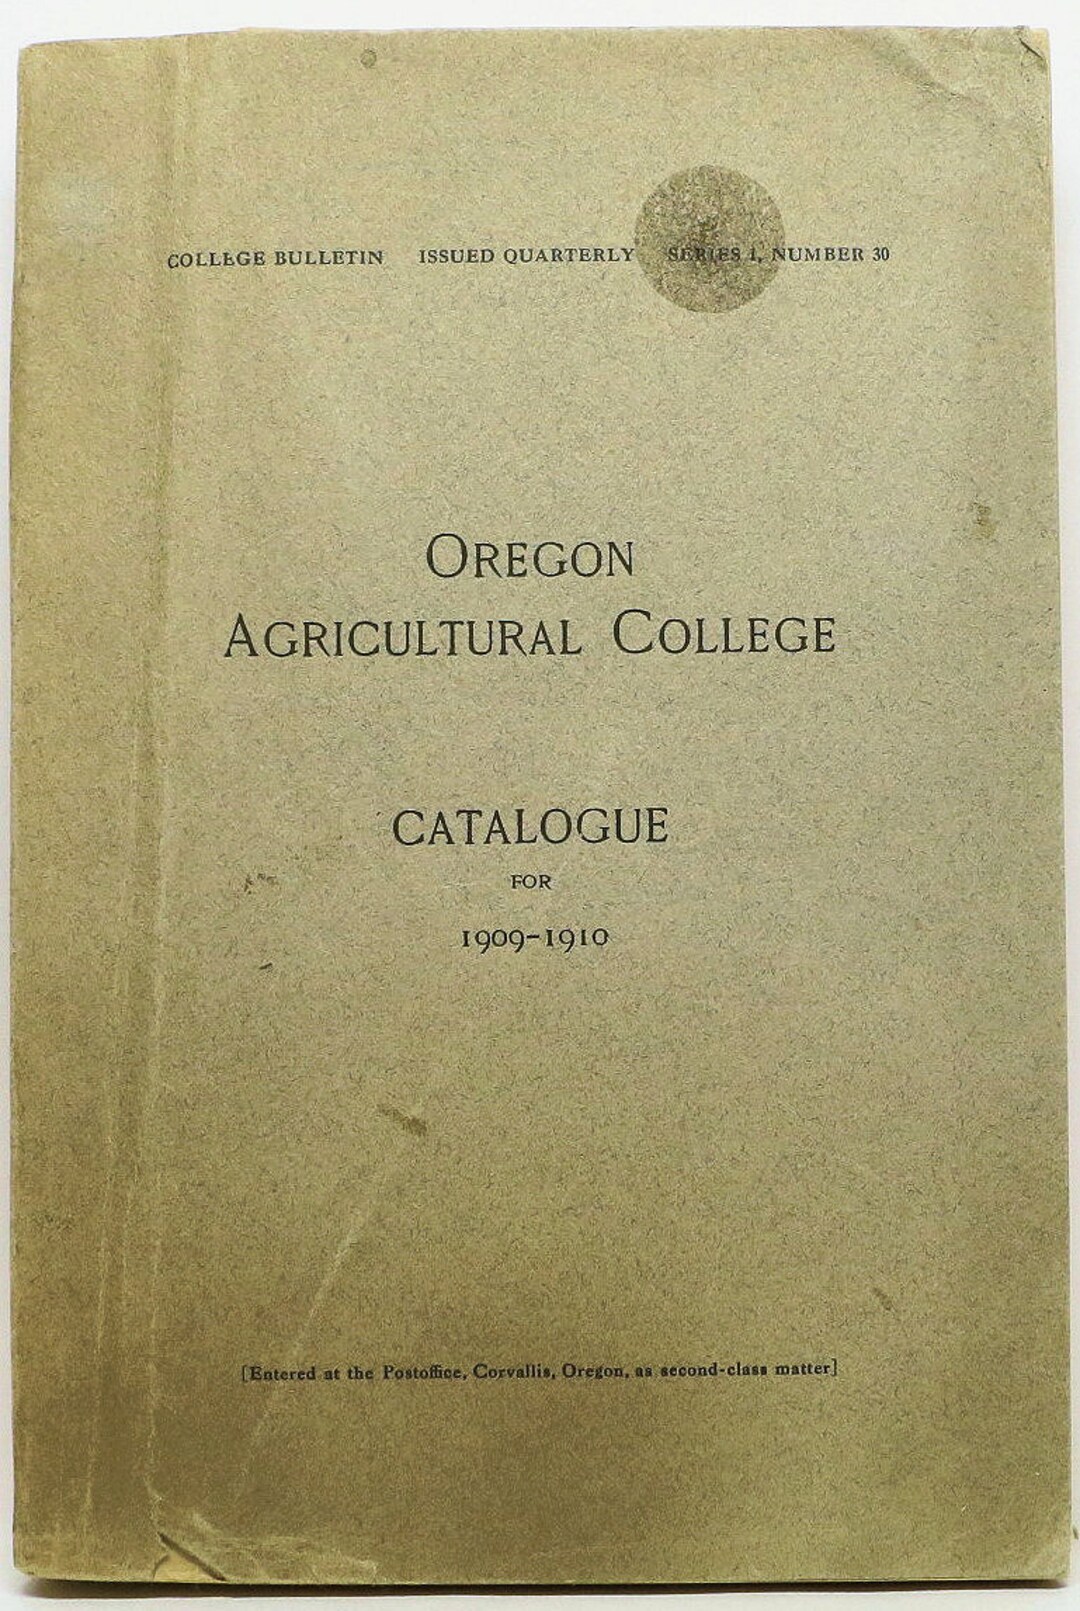 COLLEGE BULLETIN ISSUED QUARTERLY SERIES I, NUMBER 30
OREGON
AGRICULTURAL COLLEGE
CATALOGUE
FOR
1909-1910
[Entered at the Postoffice, Corvallis, Oregon, as second-class matter]